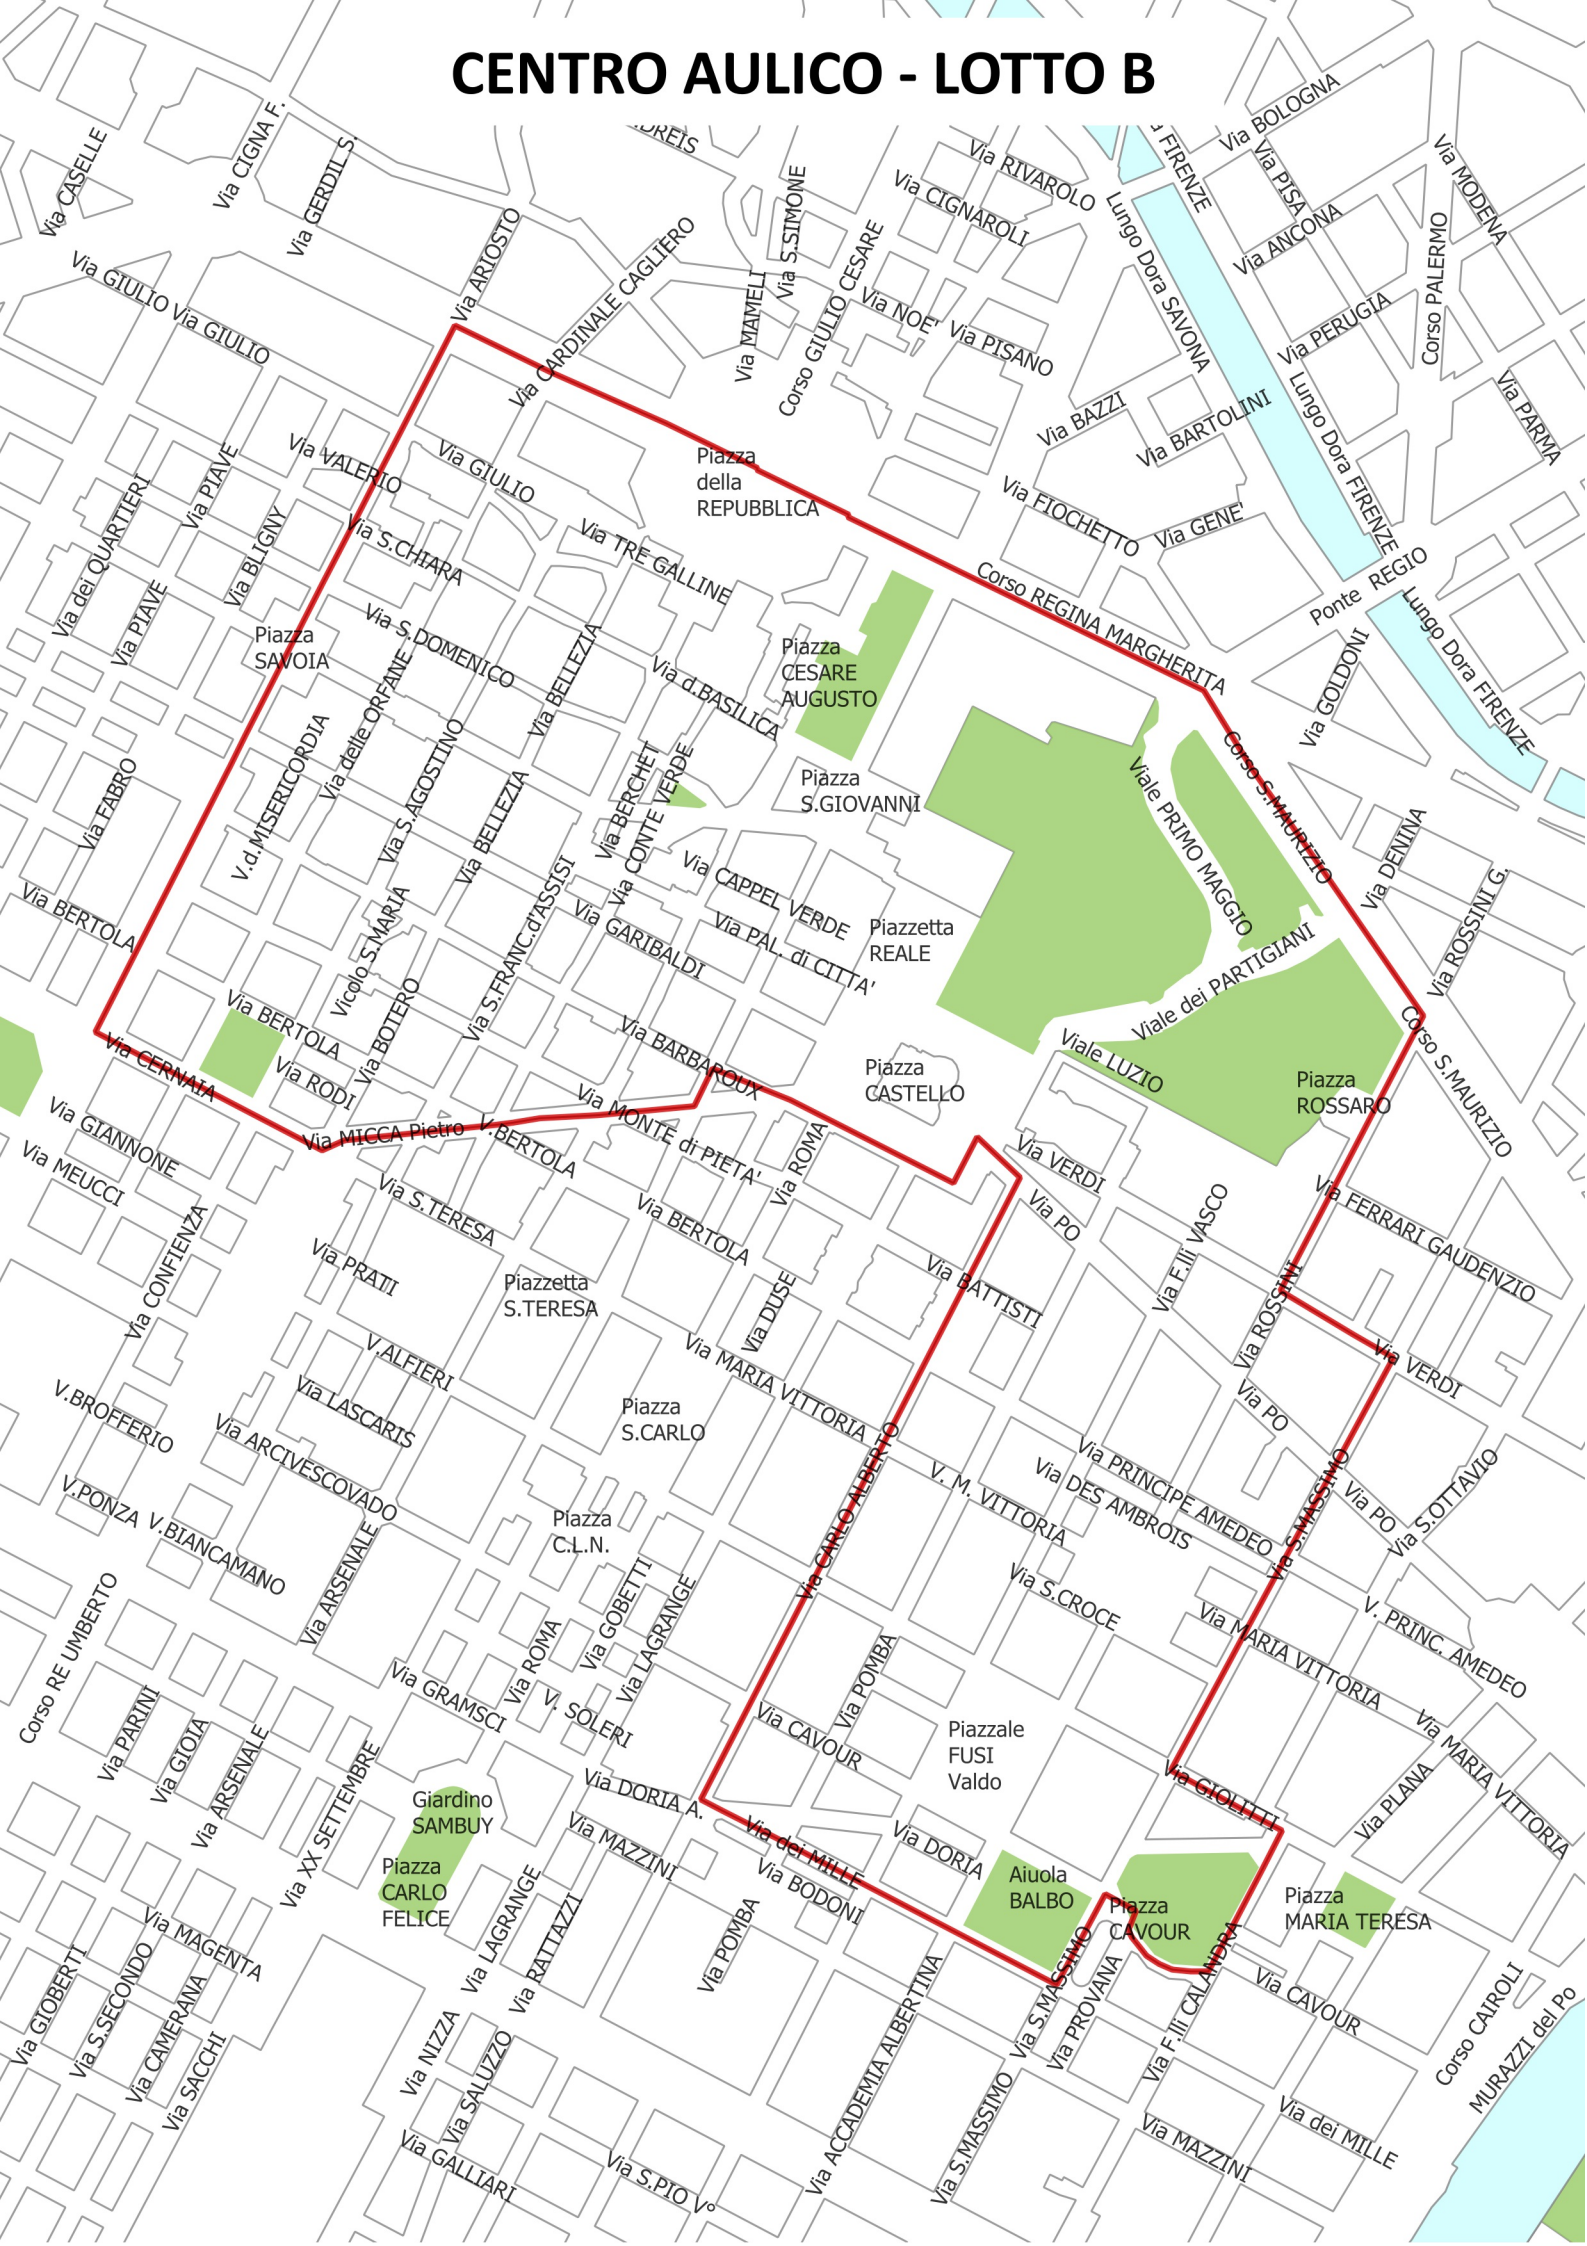 CENTRO AULICO - LOTTO B
Via BOLOGNA
FIRENZE
Via PISA
Via MODENA
Via CASELLE
Via CIGNA F.
Via GERDIL S.
Via RIVAROLO
Via CIGNAROLI
Via ANCONA
Corso PALERMO
Via ARIOSTO
Via CARDINALE CAGLIERO
Via S.SIMONE
Via MAMELI
Corso GIULIO CESARE
Lungo Dora SAVONA
Via GIULIO
Via GIULIO
Via NOE'
Via PISANO
Via PERUGIA
Lungo Dora FIRENZE
Via PARMA
Via BAZZI
Via BARTOLINI
Via VALERIO
Via GIULIO
Piazza
della
REPUBBLICA
Via PIAVE
Via dei QUARTIERI
Via BLIGNY
Via PIAVE
Via S.CHIARA
Via TRE GALLINE
Via FIOCHETTO
Via GENE'
Corso REGINA MARGHERITA
Ponte REGIO
Lungo Dora FIRENZE
Via GOLDONI
Piazza
SAVOIA
Via S.DOMENICO
Via delle ORFANE
Via BELLEZIA
Via d.BASILICA
Piazza
CESARE
AUGUSTO
Corso S.MAURIZIO
Viale PRIMO MAGGIO
V.d.MISERICORDIA
Via S.AGOSTINO
Via BELLEZIA
Via BERCHET
Via CONTE VERDE
Piazza
S.GIOVANNI
Via FABRO
Via DENINA
Via ROSSINI G.
Via BERTOLA
Vicolo S.MARIA
Via S.FRANC.d'ASSISI
Via CAPPEL VERDE
Via GARIBALDI
Via PAL. di CITTA'
Piazzetta
REALE
Viale dei PARTIGIANI
Via BERTOLA
Via BOTERO
Via BARBAROUX
Piazza
CASTELLO
Viale LUZIO
Corso S.MAURIZIO
Piazza
ROSSARO
Via CERNAIA
Via RODI
Via MICCA Pietro
V.BERTOLA
Via MONTE di PIETA'
Via ROMA
Via GIANNONE
Via MEUCCI
Via S.TERESA
Via BERTOLA
Via VERDI
Via PO
Via F.lli VASCO
Via FERRARI GAUDENZIO
Via CONFIENZA
Via PRATI
Piazzetta
S.TERESA
Via DUSE
Via BATTISTI
Via ROSSINI
Via VERDI
V.ALFIERI
Via MARIA VITTORIA
V.BROFFERIO
Via LASCARIS
Piazza
S.CARLO
Via PO
Via ARCIVESCOVADO
Via CARLO ALBERTO
V. M. VITTORIA
Via PRINCIPE AMEDEO
Via DES AMBROIS
Via S.MASSIMO
Via PO
Via S.OTTAVIO
V.PONZA
V.BIANCAMANO
Piazza
C.L.N.
Via ARSENALE
Via GOBETTI
Via LAGRANGE
Via S.CROCE
V. PRINC. AMEDEO
Corso RE UMBERTO
Via ROMA
Via MARIA VITTORIA
Via GRAMSCI
V. SOLERI
Via POMBA
Via CAVOUR
Piazzale
FUSI
Valdo
Via MARIA VITTORIA
Via PARINI
Via GIOIA
Via ARSENALE
Via XX SETTEMBRE
Via DORIA A.
Via GIOLITTI
Via PLANA
Giardino
SAMBUY
Via MAZZINI
Via dei MILLE
Via DORIA
Piazza
CARLO
FELICE
Via BODONI
Aiuola
BALBO
Piazza
CAVOUR
Piazza
MARIA TERESA
Via MAGENTA
Via LAGRANGE
Via RATTAZZI
Via POMBA
Via S.MASSIMO
Via PROVANA
Via F.lli CALANDRA
Via CAVOUR
Via GIOBERTI
Via S.SECONDO
Via CAMERANA
Via SACCHI
Via NIZZA
Via SALUZZO
Via ACCADEMIA ALBERTINA
Via S.MASSIMO
Corso CAIROLI
MURAZZI del Po
Via dei MILLE
Via MAZZINI
Via GALLIARI
Via S.PIO V°